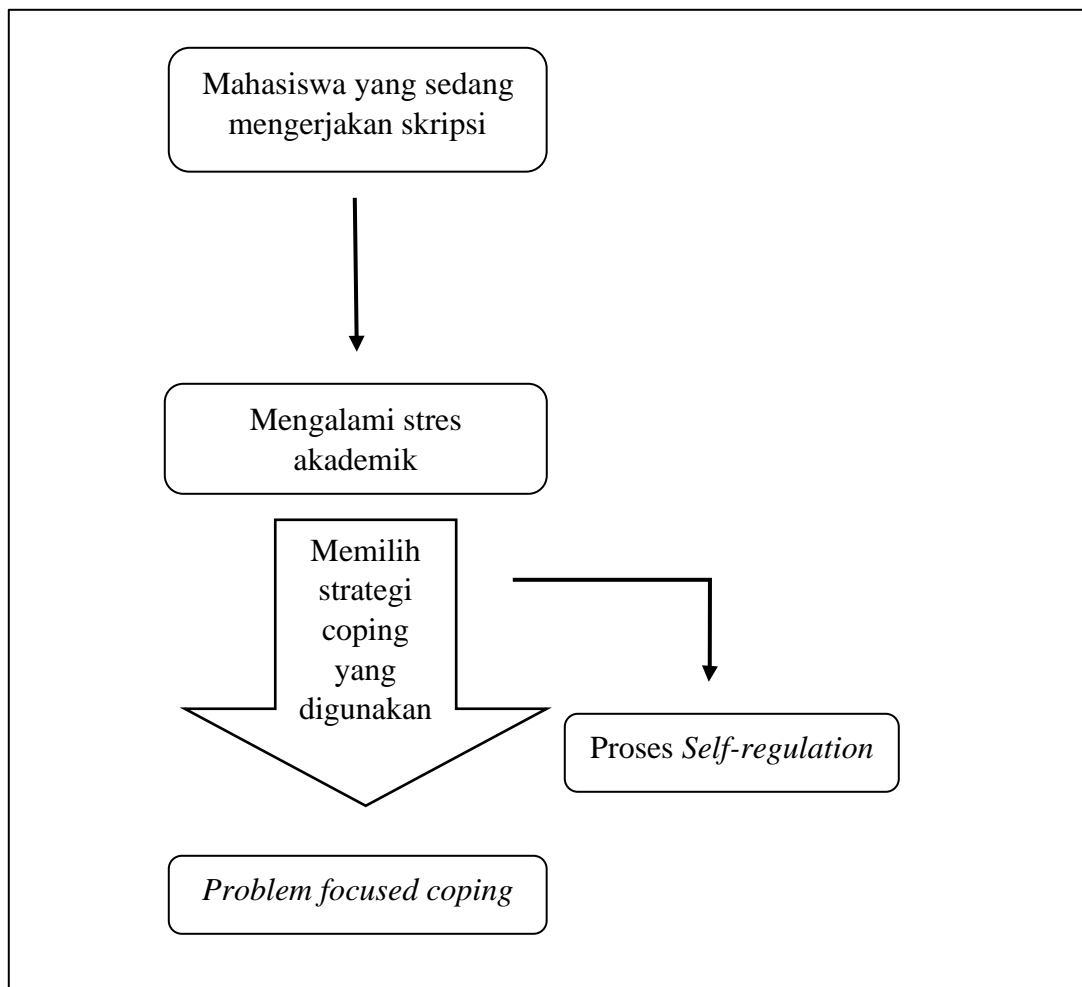 Mahasiswa yang sedang
mengerjakan skripsi
Mengalami stres
akademik
Memilih
strategi
coping
yang
digunakan
Proses Self-regulation
Problem focused coping